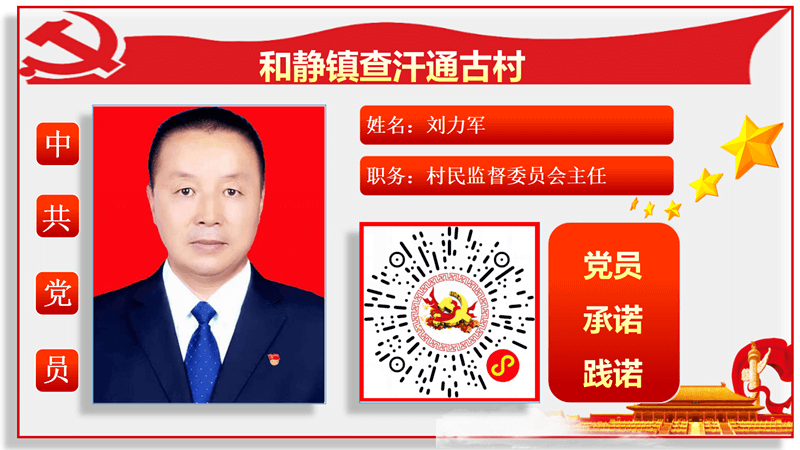 和静镇查汗通古村
中
共
党
员
姓名：刘力军
职务：村民监督委员会主任
党员
承诺
践诺